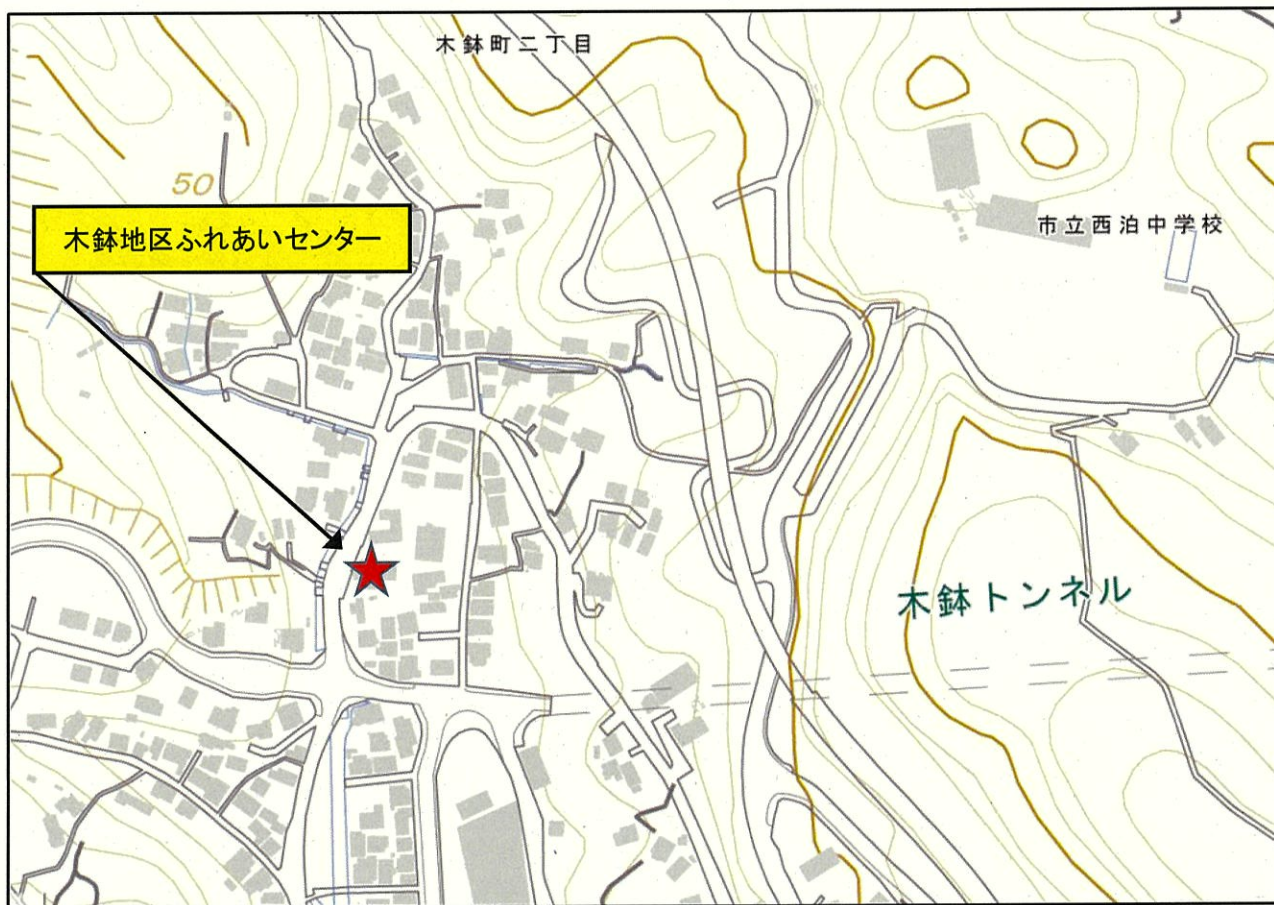 木鉢町二丁目
50
木鉢地区ふれあいセンター
市立西泊中学校
木鉢トンネル